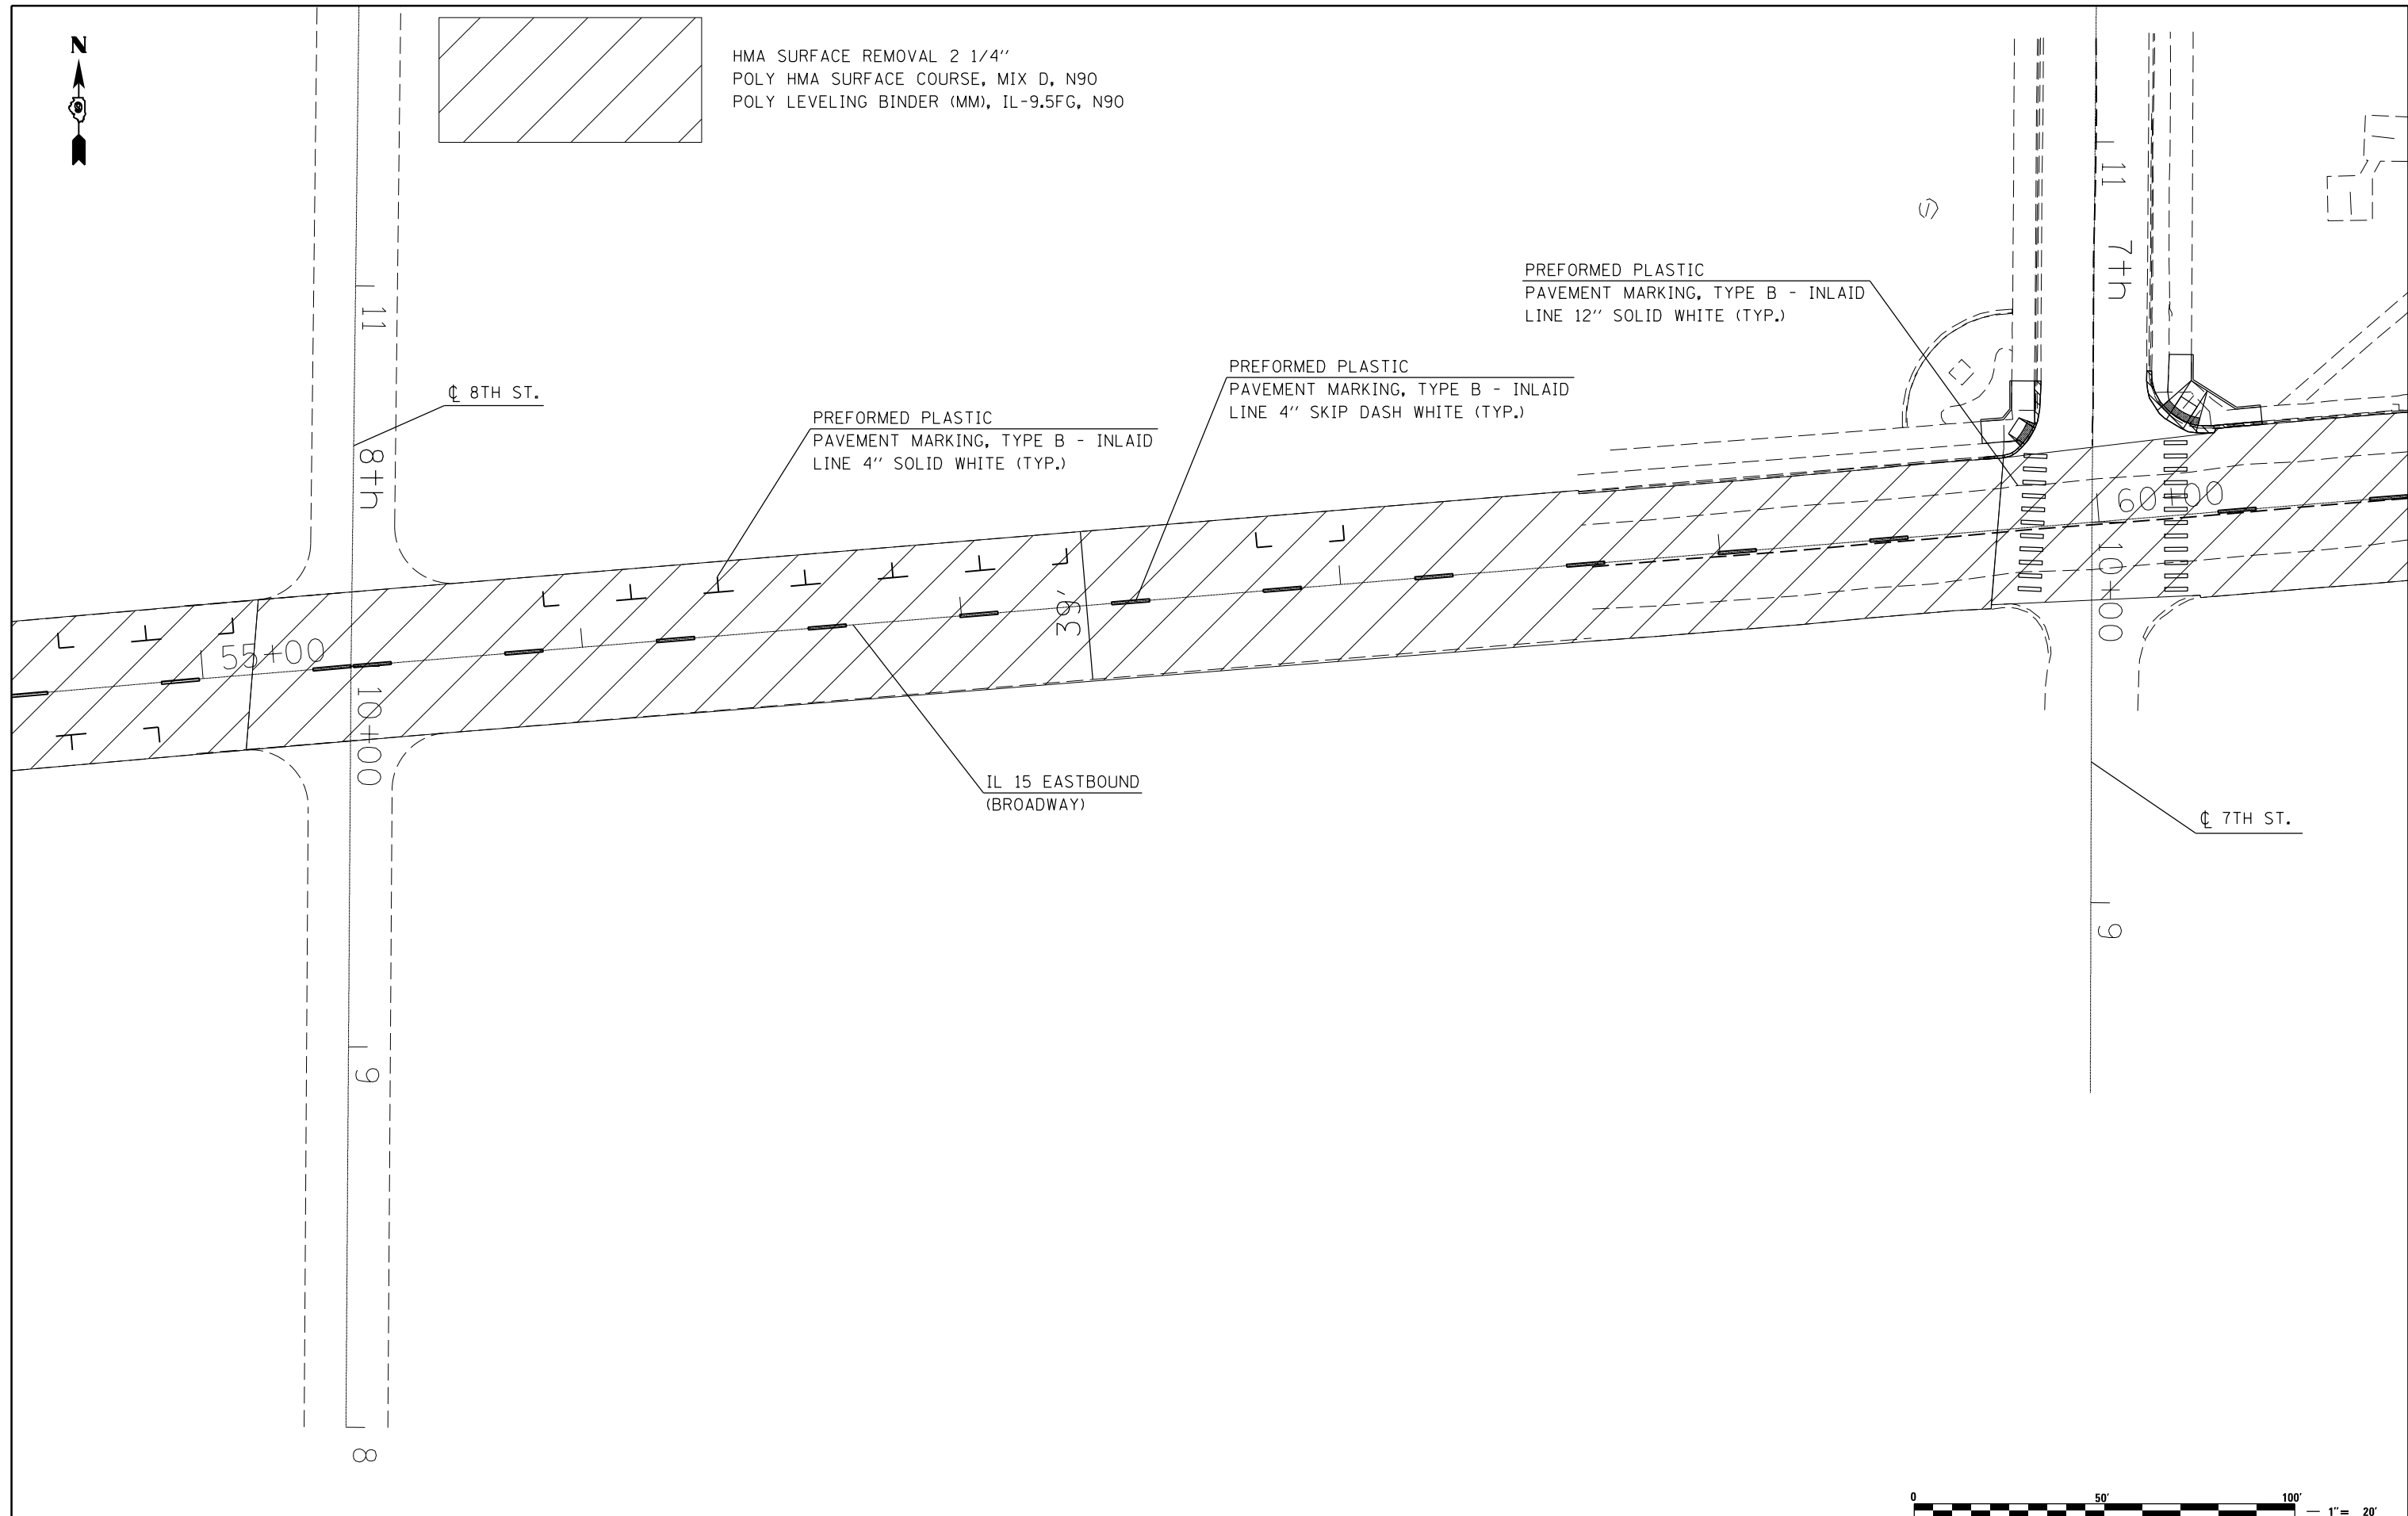 N
HMA SURFACE REMOVAL 2 1/4"
POLY HMA SURFACE COURSE, MIX D, N90
POLY LEVELING BINDER (MM), IL-9.5FG, N90
11
7th
PREFORMED PLASTIC
PAVEMENT MARKING, TYPE B - INLAID
LINE 12" SOLID WHITE (TYP.)
11
℄ 8TH ST.
PREFORMED PLASTIC
PAVEMENT MARKING, TYPE B - INLAID
LINE 4" SKIP DASH WHITE (TYP.)
PREFORMED PLASTIC
PAVEMENT MARKING, TYPE B - INLAID
LINE 4" SOLID WHITE (TYP.)
8th
60+00
10+00
39'
55+00
10+00
IL 15 EASTBOUND
(BROADWAY)
℄ 7TH ST.
9
9
8
0 50' 100'
1" = 20'